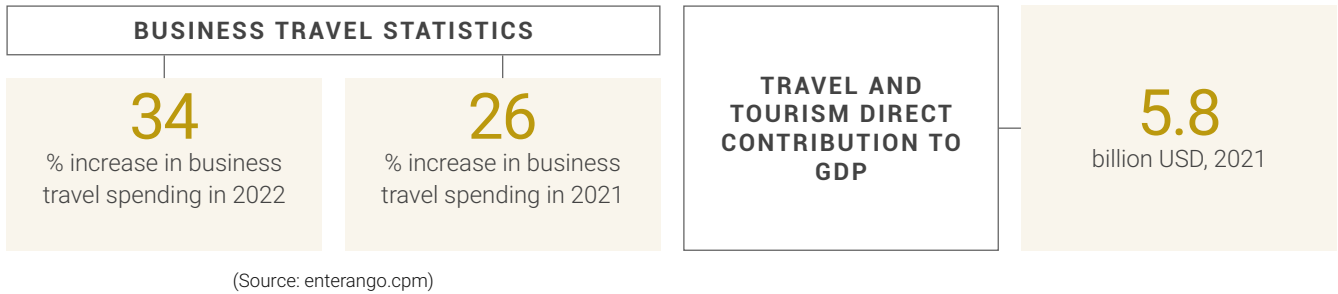 BUSINESS TRAVEL STATISTICS
34
% increase in business
travel spending in 2022
26
% increase in business
travel spending in 2021
(Source: enterango.cpm)
TRAVEL AND
TOURISM DIRECT
CONTRIBUTION TO
GDP
5.8
billion USD, 2021